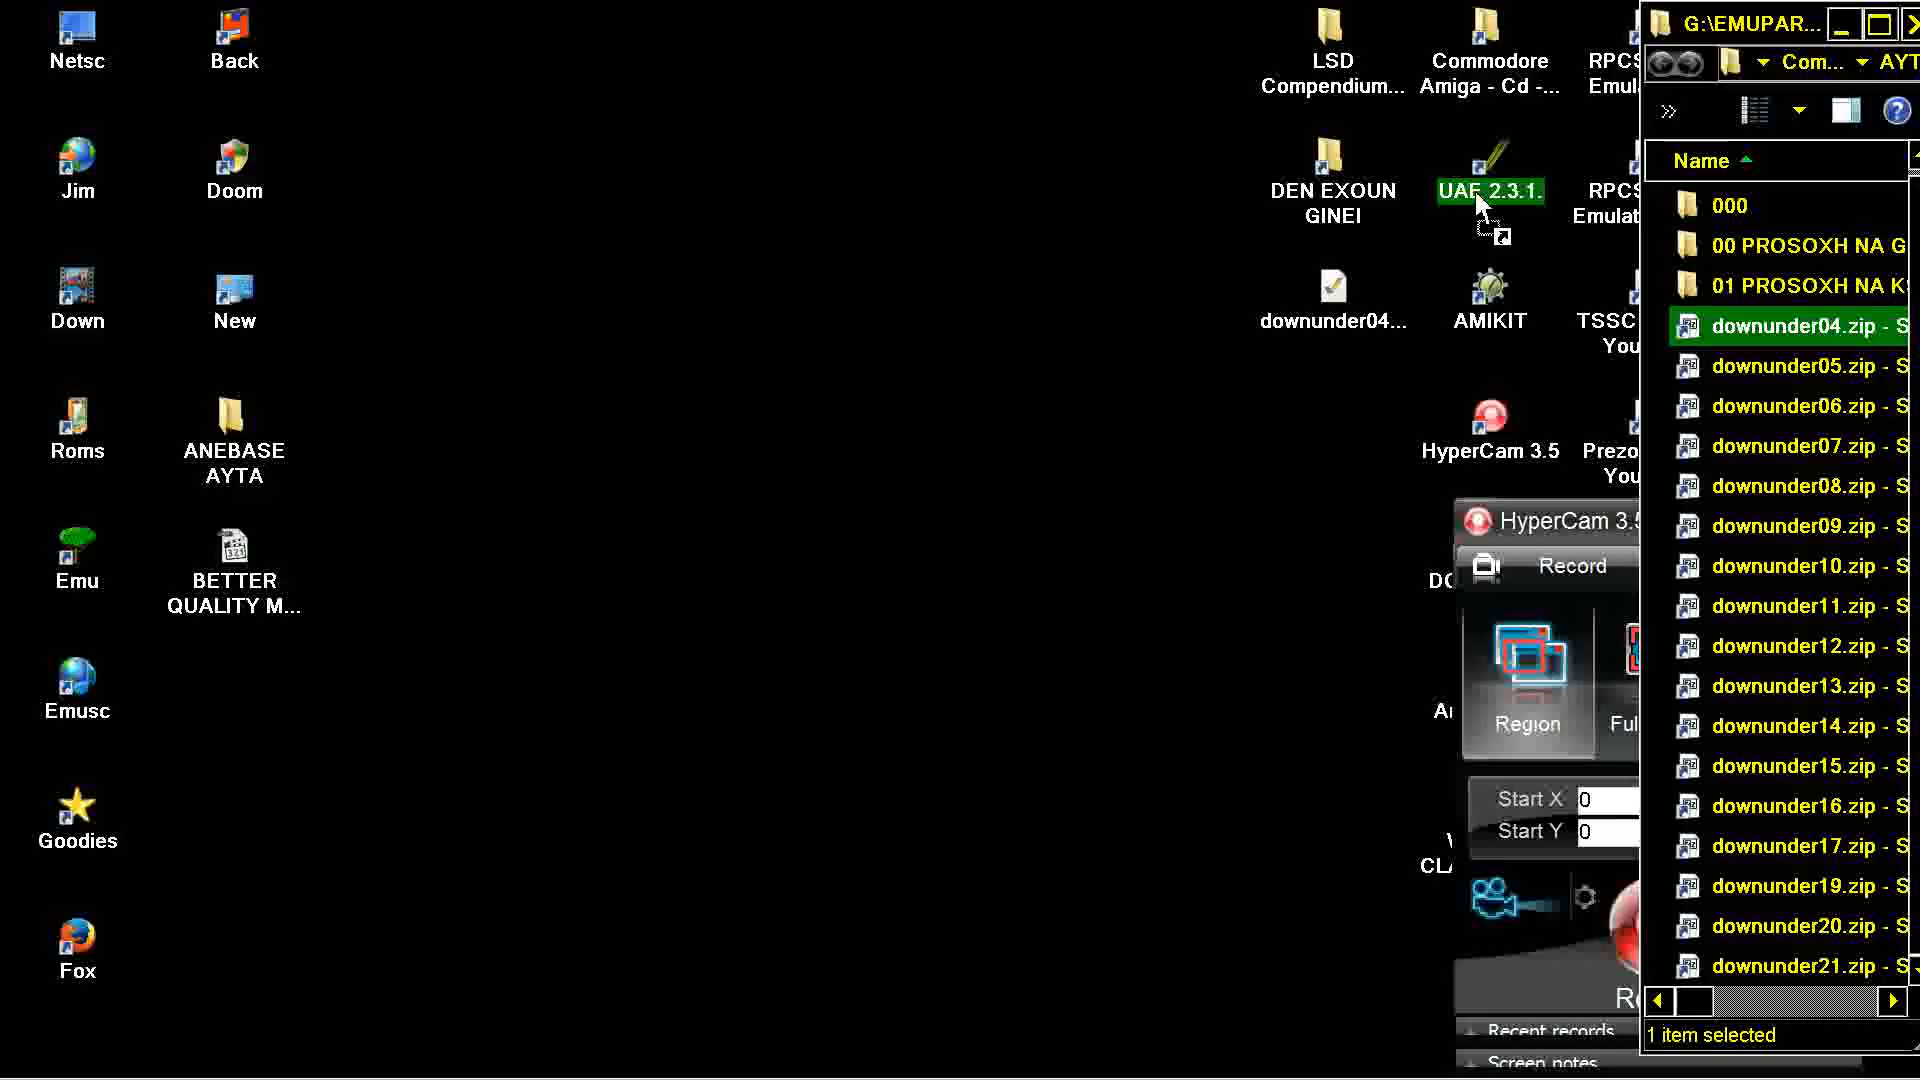 Netsc
Back
Jim
Doom
Down
New
Roms
ANEBASE
AYTA
Emu
BETTER
QUALITY M...
Emusc
Goodies
Fox
LSD
Compendium...
Commodore
Amiga - Cd -...
RPCS
Emul
DEN EXOUN
GINEI
UAE 2.3.1.
RPCS
Emulat
downunder04...
AMIKIT
TSSC
You
HyperCam 3.5
Prezo
You
HyperCam 3.5
Record
Region
Ful
Start X 0
Start Y 0
CLA
Recent records
Screen notes
G:\EMUPAR...
Com...
AYT
Name
000
00 PROSOXH NA G
01 PROSOXH NA K
downunder04.zip - S
downunder05.zip - S
downunder06.zip - S
downunder07.zip - S
downunder08.zip - S
downunder09.zip - S
downunder10.zip - S
downunder11.zip - S
downunder12.zip - S
downunder13.zip - S
downunder14.zip - S
downunder15.zip - S
downunder16.zip - S
downunder17.zip - S
downunder19.zip - S
downunder20.zip - S
downunder21.zip - S
1 item selected